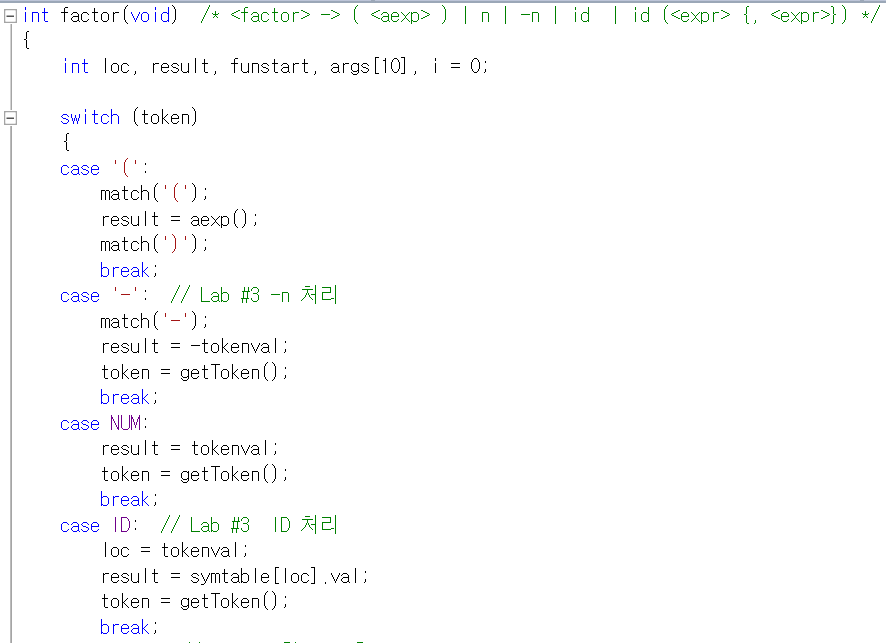 int factor(void)  /* <factor> -> ( <aexp> ) | n | -n | id  | id (<expr> {, <expr>}) */
{
    int loc, result, funstart, args[10], i = 0;
    switch (token)
    {
    case '(':
        match('(');
        result = aexp();
        match(')');
        break;
    case '-':  // Lab #3 -n 처리
        match('-');
        result = -tokenval;
        token = getToken();
        break;
    case NUM:
        result = tokenval;
        token = getToken();
        break;
    case ID:  // Lab #3  ID 처리
        loc = tokenval;
        result = symtable[loc].val;
        token = getToken();
        break;